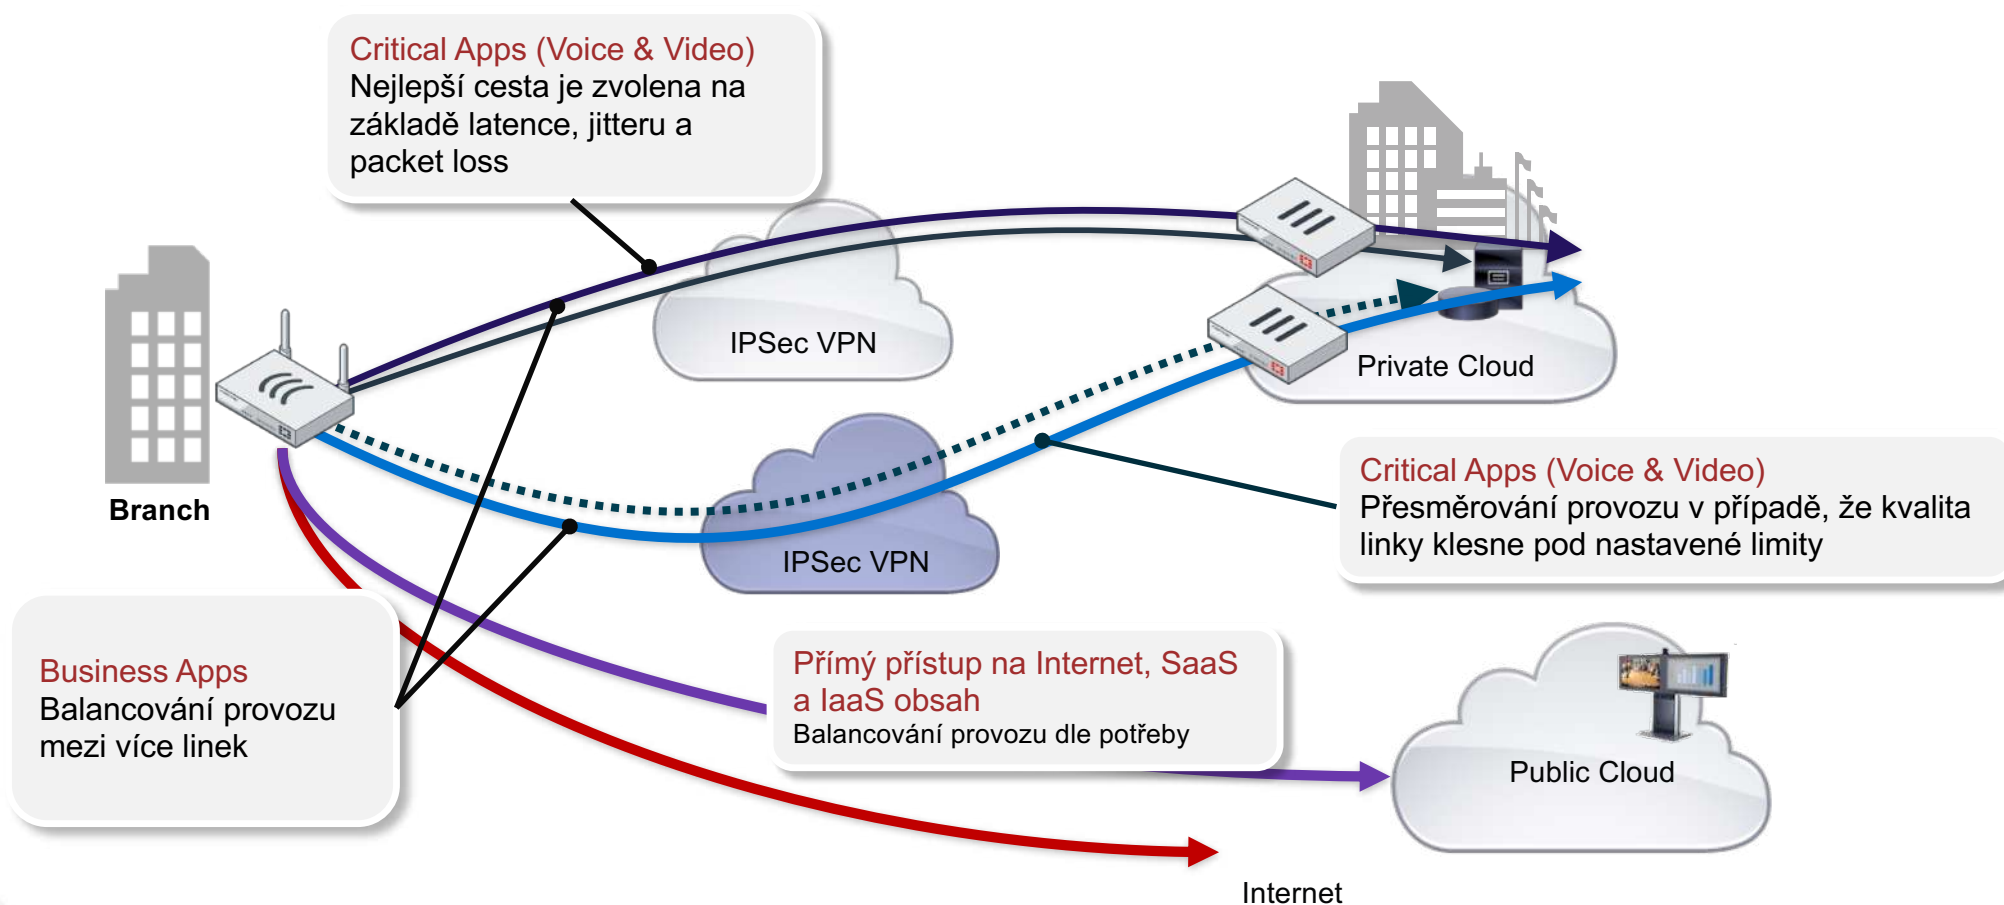 Critical Apps (Voice & Video)
Nejlepší cesta je zvolena na
základě latence, jitteru a
packet loss
IPSec VPN
Private Cloud
Branch
Critical Apps (Voice & Video)
Přesměrování provozu v případě, že kvalita
linky klesne pod nastavené limity
IPSec VPN
Business Apps
Balancování provozu
mezi více linek
Přímý přístup na Internet, SaaS
a IaaS obsah
Balancování provozu dle potřeby
Public Cloud
Internet